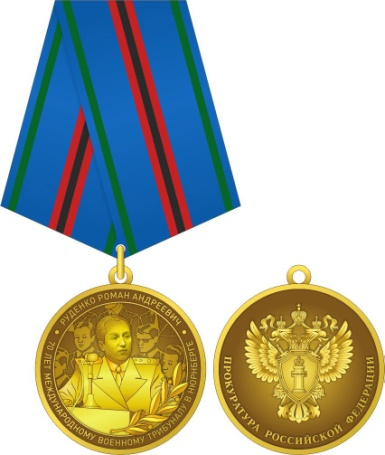 РУДЕНКО РОМАН АНДРЕЕВИЧ
70 ЛЕТ МЕЖДУНАРОДНОМУ ВОЕННОМУ ТРИБУНАЛУ В НЮРНБЕРГЕ
ПРОКУРАТУРА РОССИЙСКОЙ ФЕДЕРАЦИИ